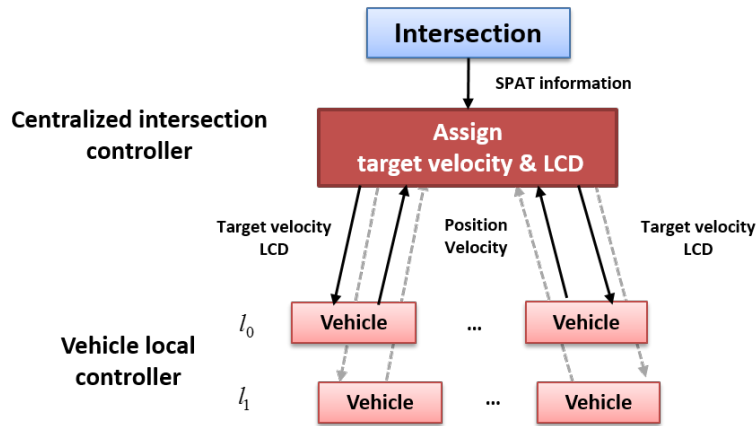 Intersection
SPAT information
Centralized intersection
controller
Assign
target velocity & LCD
Target velocity
LCD
Position
Velocity
Target velocity
LCD
l₀
Vehicle
...
Vehicle
Vehicle local
controller
l₁
Vehicle
...
Vehicle